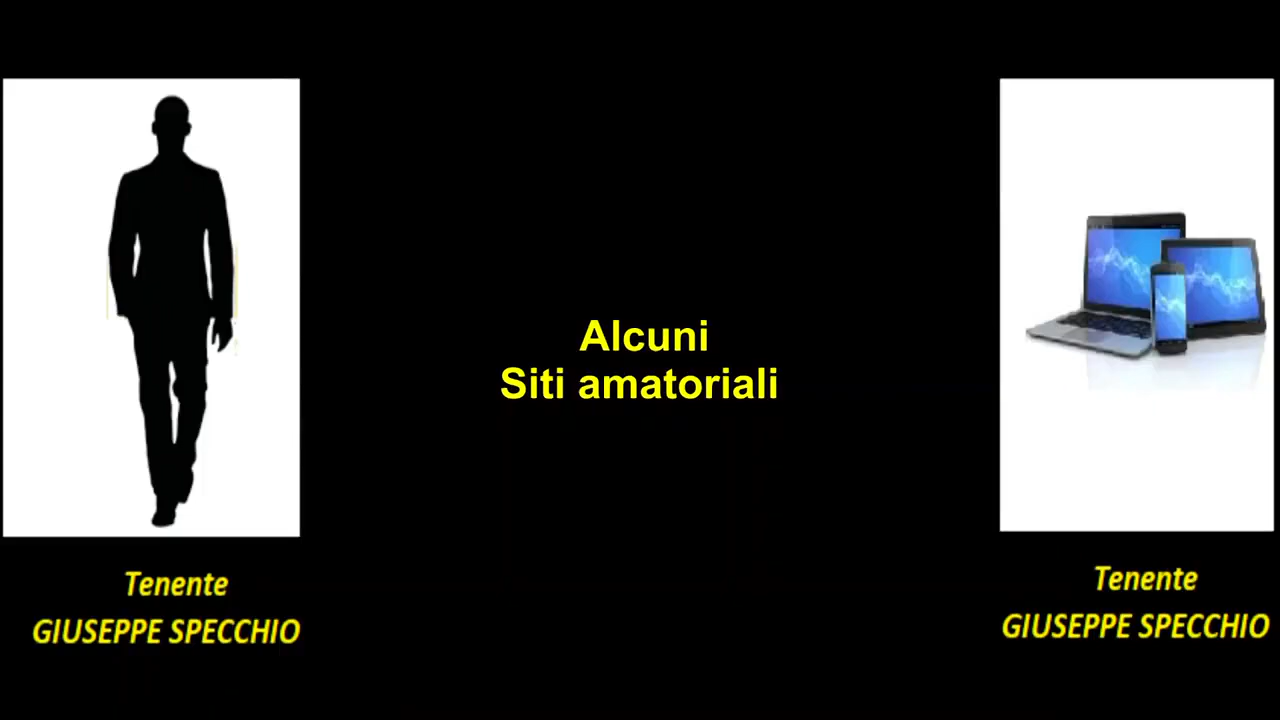 Alcuni
Siti amatoriali
Tenente
GIUSEPPE SPECCHIO
Tenente
GIUSEPPE SPECCHIO